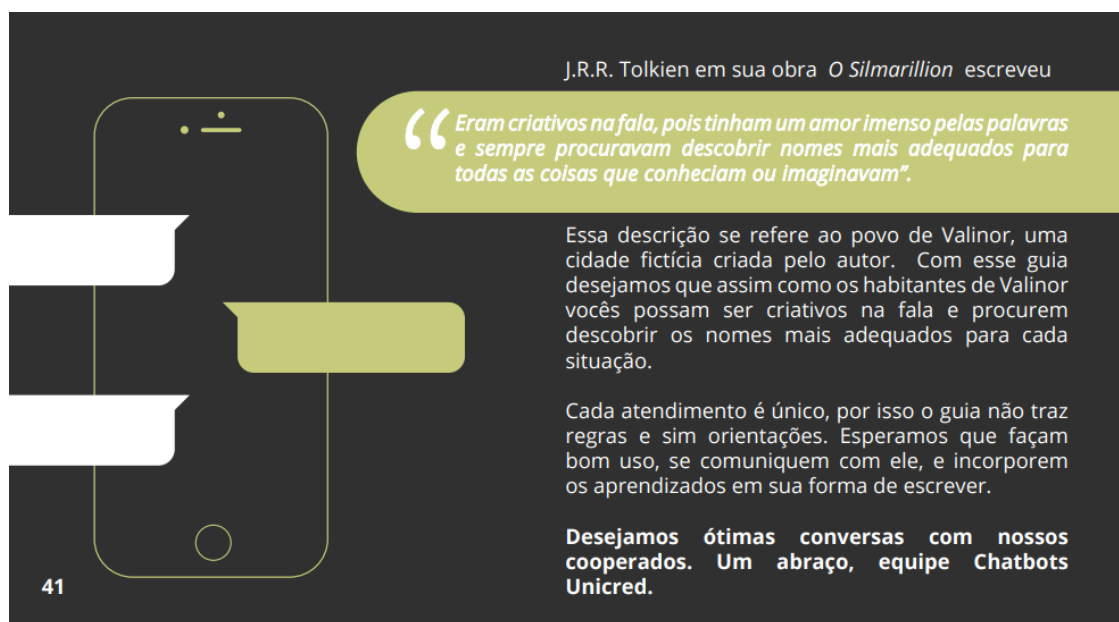 J.R.R. Tolkien em sua obra O Silmarillion escreveu
“Eram criativos na fala, pois tinham um amor imenso pelas palavras
e sempre procuravam descobrir nomes mais adequados para
todas as coisas que conheciam ou imaginavam”.
Essa descrição se refere ao povo de Valinor, uma
cidade fictícia criada pelo autor. Com esse guia
desejamos que assim como os habitantes de Valinor
vocês possam ser criativos na fala e procurem
descobrir os nomes mais adequados para cada
situação.
Cada atendimento é único, por isso o guia não traz
regras e sim orientações. Esperamos que façam
bom uso, se comuniquem com ele, e incorporem
os aprendizados em sua forma de escrever.
Desejamos ótimas conversas com nossos
cooperados. Um abraço, equipe Chatbots
Unicred.
41